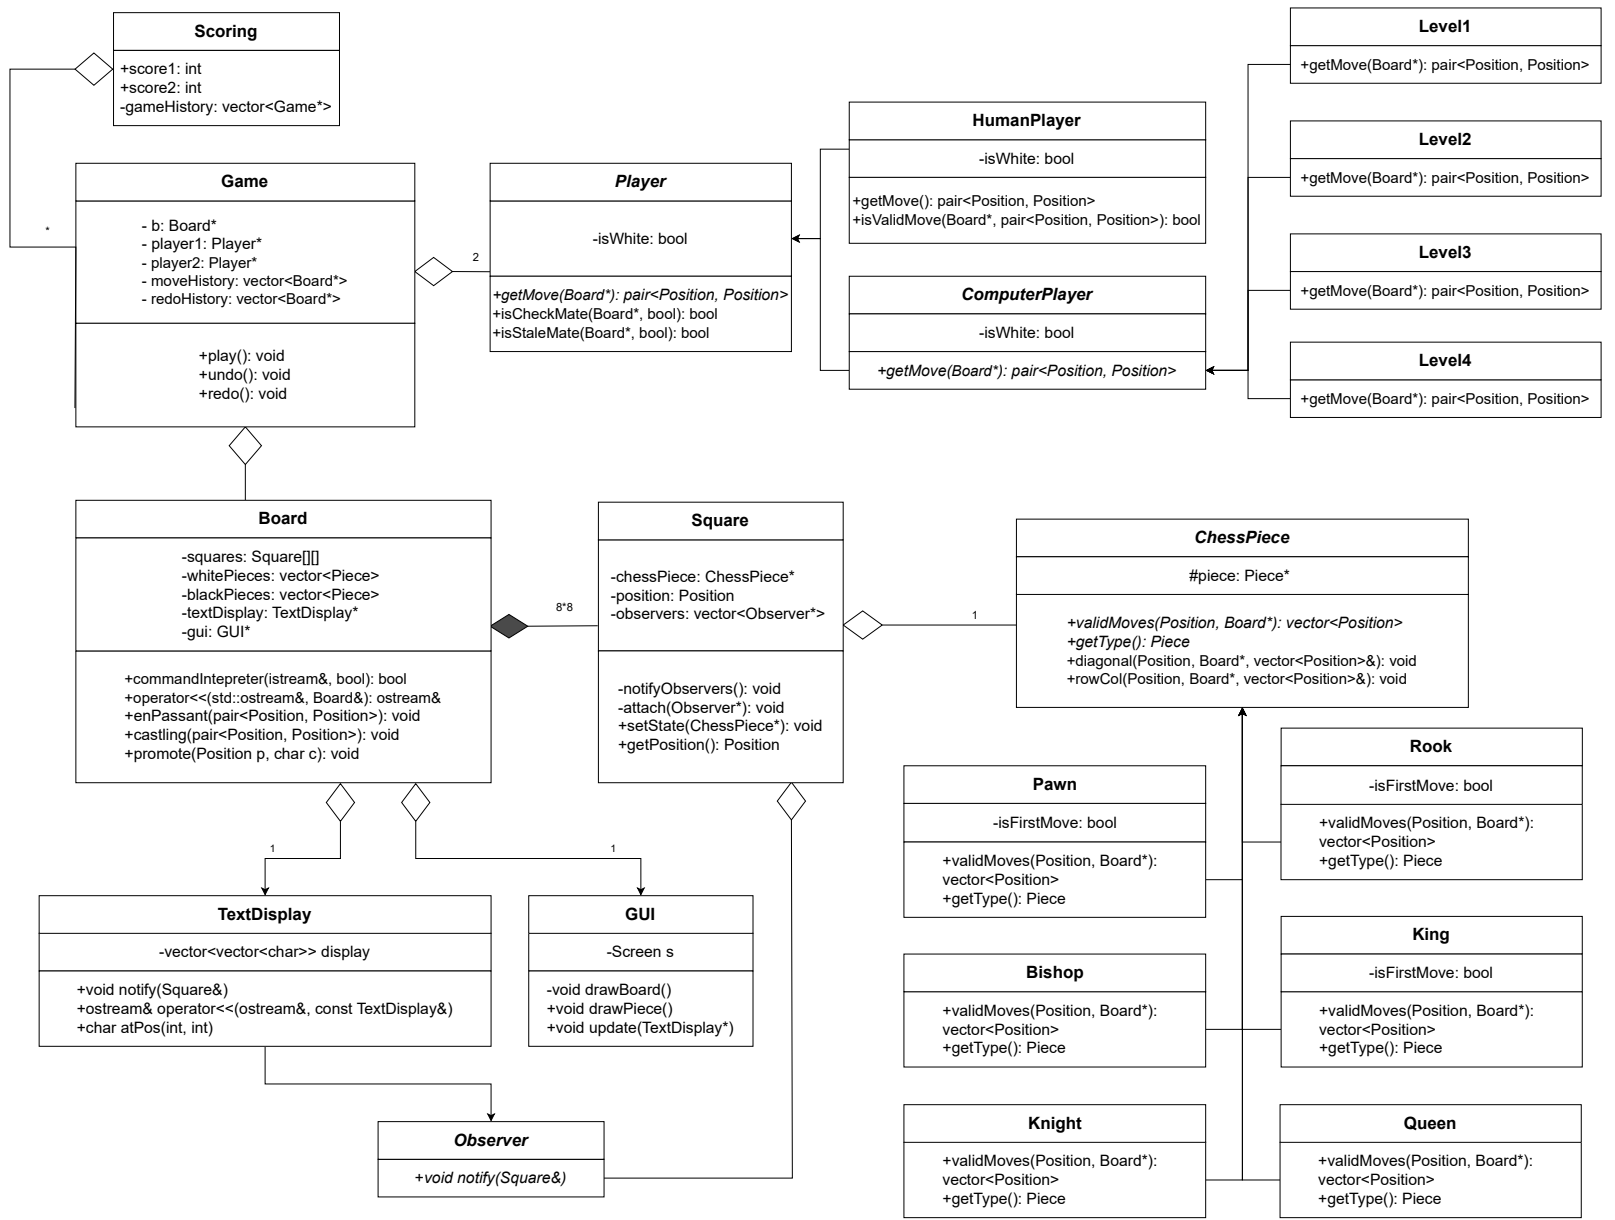 Scoring
+score1: int
+score2: int
-gameHistory: vector<Game*>
*
Game
- b: Board*
- player1: Player*
- player2: Player*
- moveHistory: vector<Board*>
- redoHistory: vector<Board*>
+play(): void
+undo(): void
+redo(): void
2
Player
-isWhite: bool
+getMove(Board*): pair<Position, Position>
+isCheckMate(Board*, bool): bool
+isStaleMate(Board*, bool): bool
HumanPlayer
-isWhite: bool
+getMove(): pair<Position, Position>
+isValidMove(Board*, pair<Position, Position>): bool
ComputerPlayer
-isWhite: bool
+getMove(Board*): pair<Position, Position>
Level1
+getMove(Board*): pair<Position, Position>
Level2
+getMove(Board*): pair<Position, Position>
Level3
+getMove(Board*): pair<Position, Position>
Level4
+getMove(Board*): pair<Position, Position>
Board
-squares: Square[][]
-whitePieces: vector<Piece>
-blackPieces: vector<Piece>
-textDisplay: TextDisplay*
-gui: GUI*
+commandIntepreter(istream&, bool): bool
+operator<<(std::ostream&, Board&): ostream&
+enPassant(pair<Position, Position>): void
+castling(pair<Position, Position>): void
+promote(Position p, char c): void
8*8
Square
-chessPiece: ChessPiece*
-position: Position
-observers: vector<Observer*>
-notifyObservers(): void
-attach(Observer*): void
+setState(ChessPiece*): void
+getPosition(): Position
1
ChessPiece
#piece: Piece*
+validMoves(Position, Board*): vector<Position>
+getType(): Piece
+diagonal(Position, Board*, vector<Position>&): void
+rowCol(Position, Board*, vector<Position>&): void
Pawn
-isFirstMove: bool
+validMoves(Position, Board*):
vector<Position>
+getType(): Piece
Rook
-isFirstMove: bool
+validMoves(Position, Board*):
vector<Position>
+getType(): Piece
Bishop
+validMoves(Position, Board*):
vector<Position>
+getType(): Piece
King
-isFirstMove: bool
+validMoves(Position, Board*):
vector<Position>
+getType(): Piece
Knight
+validMoves(Position, Board*):
vector<Position>
+getType(): Piece
Queen
+validMoves(Position, Board*):
vector<Position>
+getType(): Piece
1
1
TextDisplay
-vector<vector<char>> display
+void notify(Square&)
+ostream& operator<<(ostream&, const TextDisplay&)
+char atPos(int, int)
GUI
-Screen s
-void drawBoard()
+void drawPiece()
+void update(TextDisplay*)
Observer
+void notify(Square&)